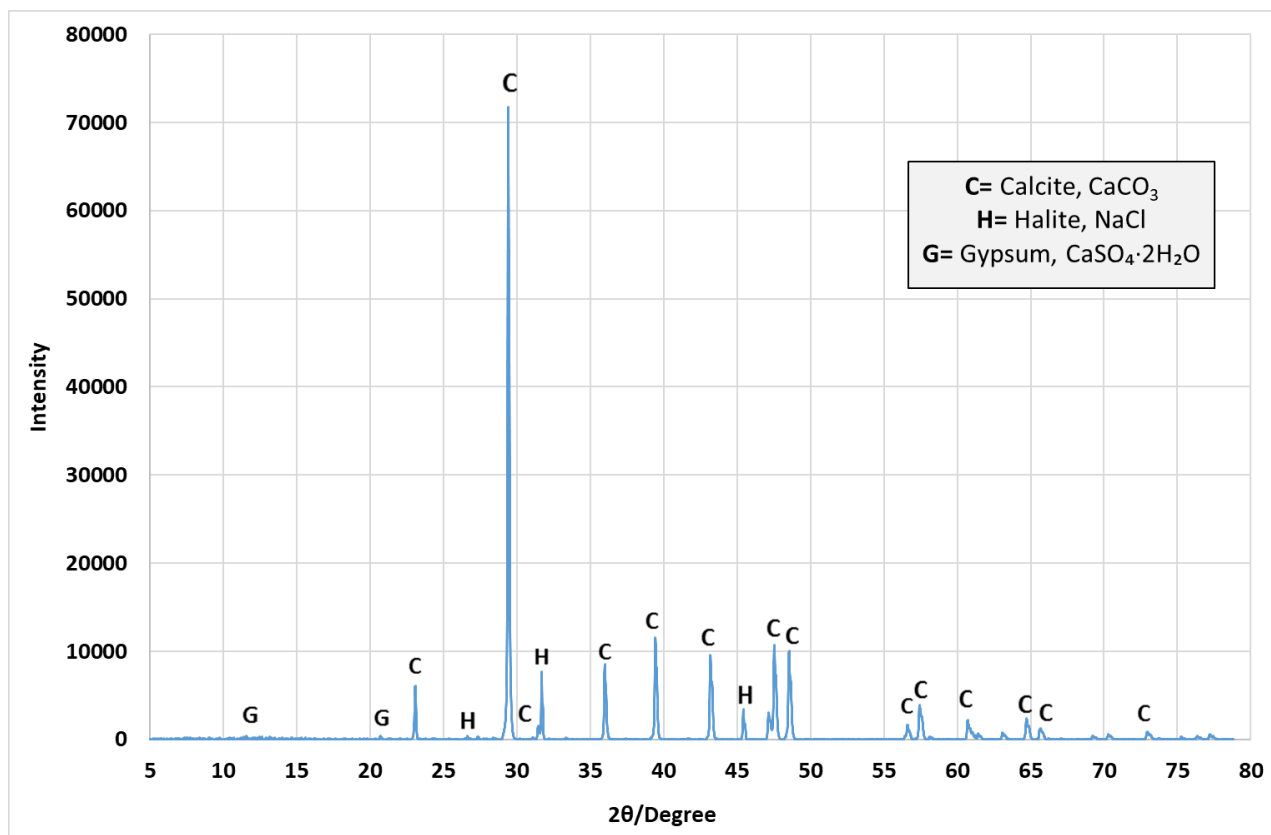 80000
70000
60000
50000
40000
30000
20000
10000
0
Intensity
C
C= Calcite, CaCO₃
H= Halite, NaCl
G= Gypsum, CaSO₄·2H₂O
G
G
C
H
C
H
C
C
C
H
C
C
C
C
C
C
C
C
5 10 15 20 25 30 35 40 45 50 55 60 65 70 75 80
2θ/Degree